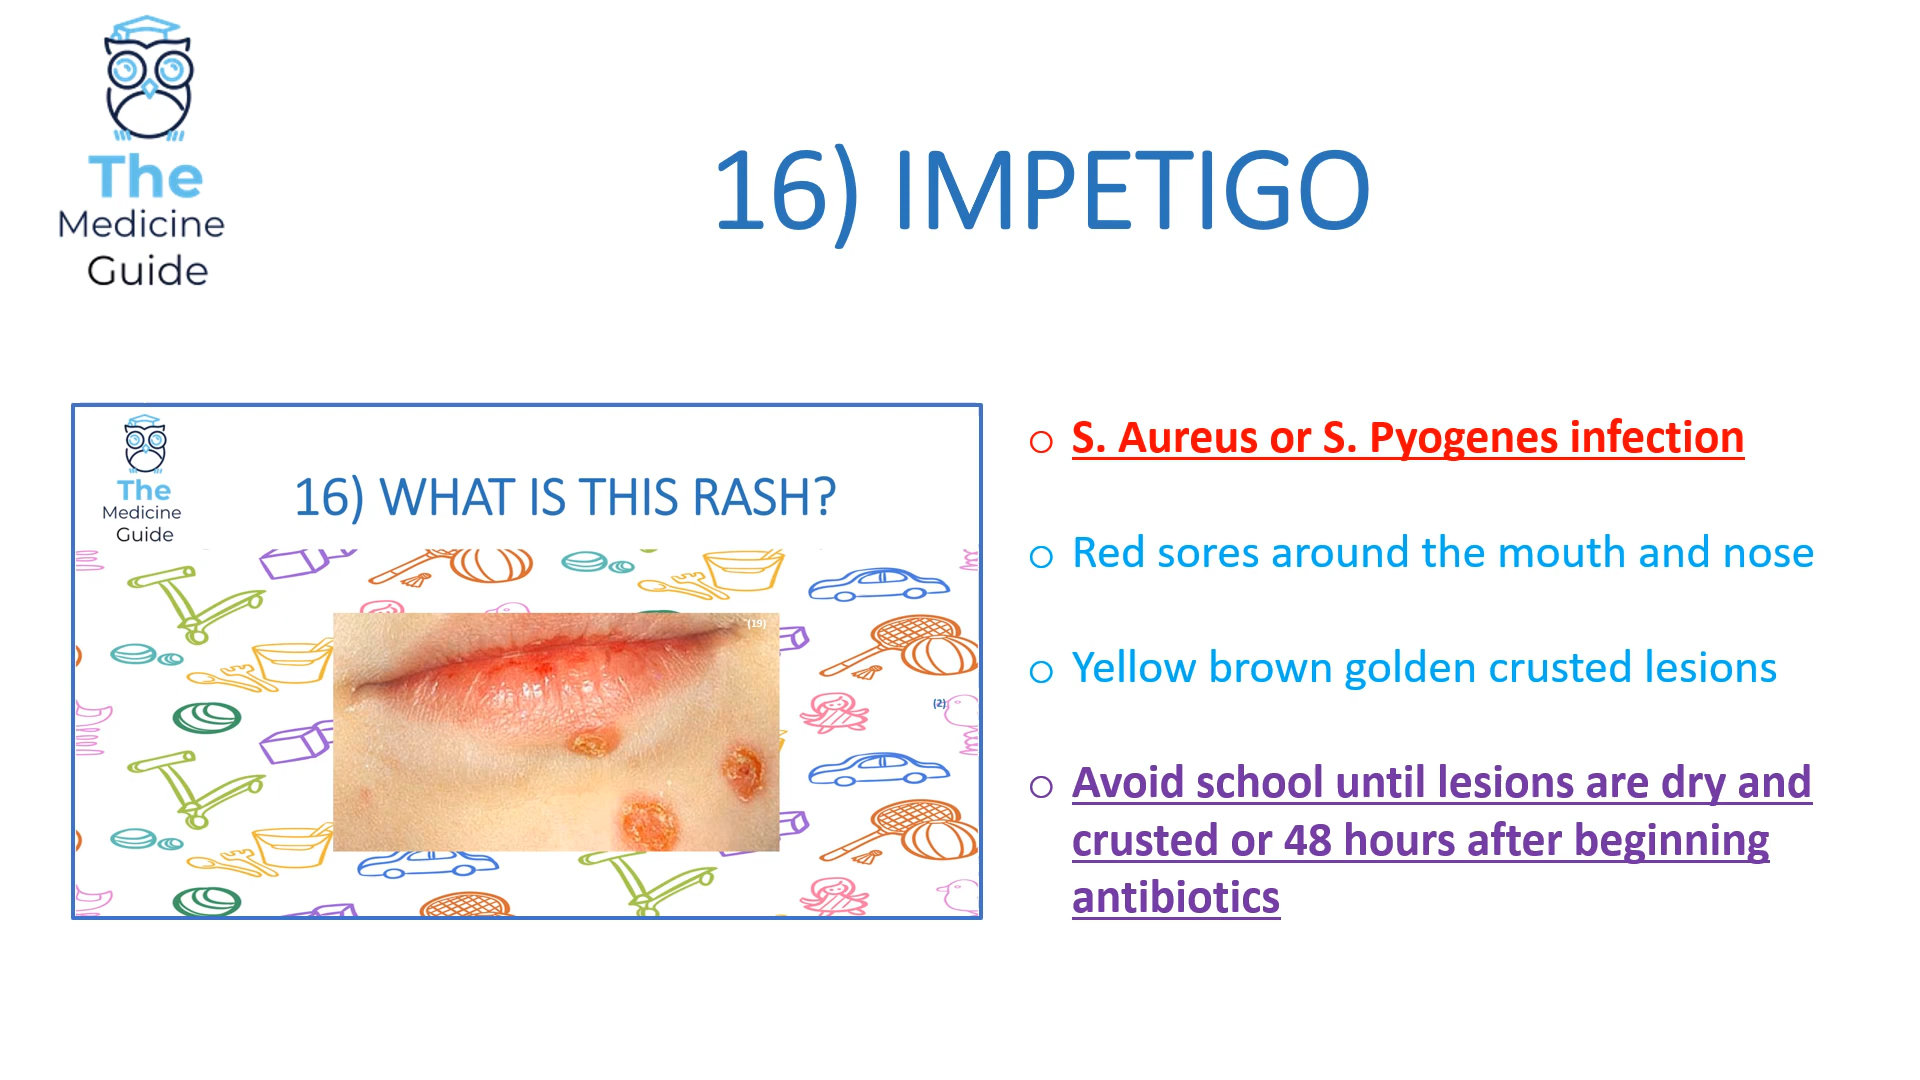 The
Medicine
Guide
16) IMPETIGO
The
Medicine
Guide
16) WHAT IS THIS RASH?
(19)
(2)
S. Aureus or S. Pyogenes infection
Red sores around the mouth and nose
Yellow brown golden crusted lesions
Avoid school until lesions are dry and
crusted or 48 hours after beginning
antibiotics